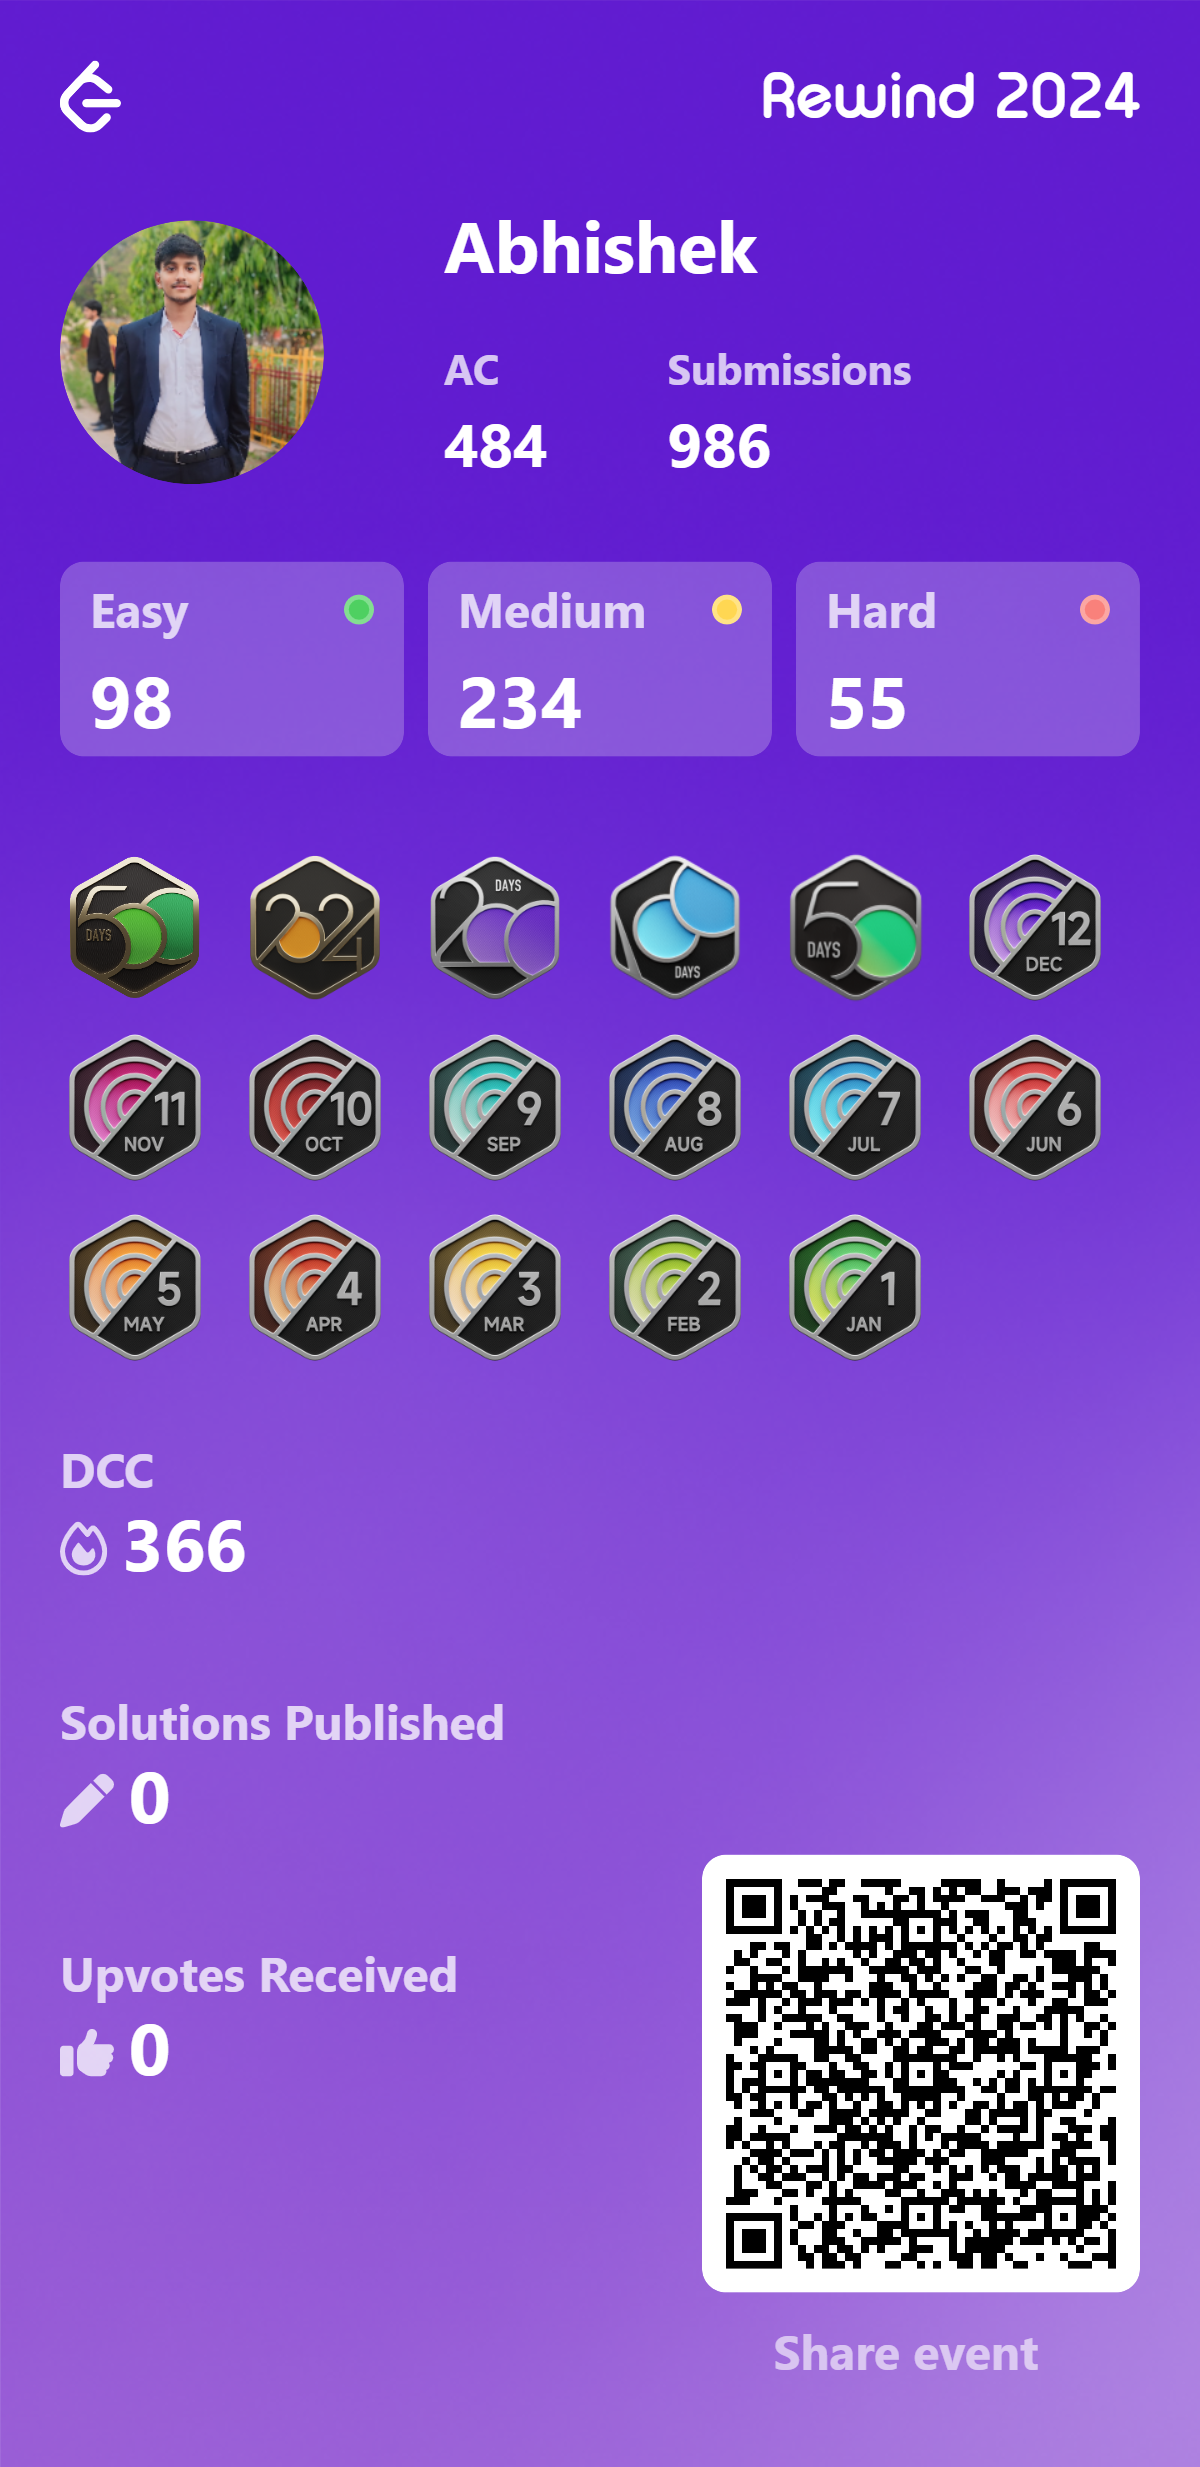 Rewind 2024
Abhishek
AC Submissions
484 986
Easy Medium Hard
98 234 55
500 DAYS 2024 200 DAYS 100 DAYS 50 DAYS 12 DEC
11 NOV 10 OCT 9 SEP 8 AUG 7 JUL 6 JUN
5 MAY 4 APR 3 MAR 2 FEB 1 JAN
DCC
366
Solutions Published
0
Upvotes Received
0
Share event